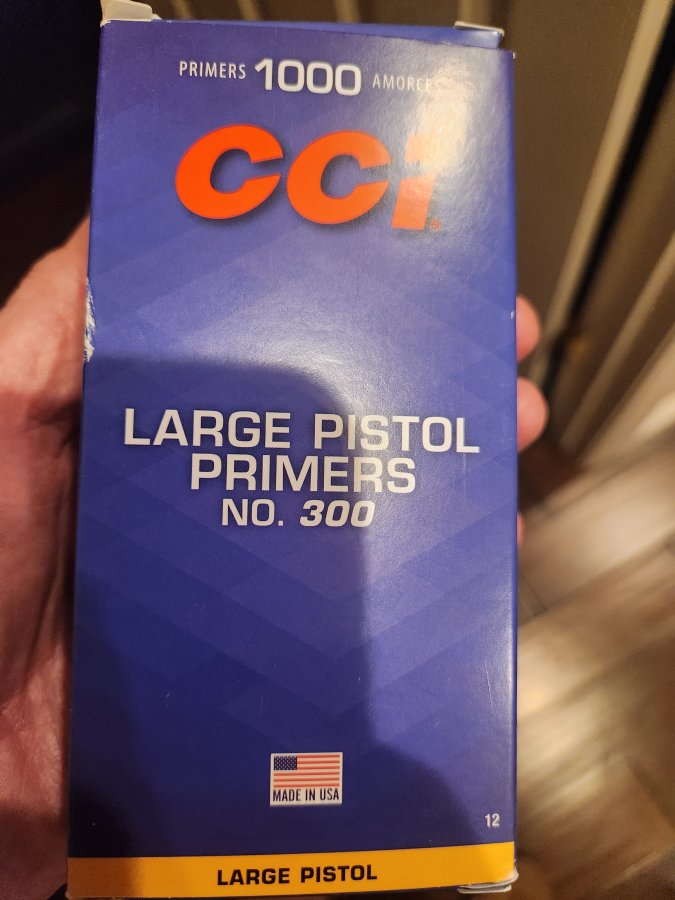 PRIMERS 1000 AMORCES
CCI®
LARGE PISTOL
PRIMERS
NO. 300
MADE IN USA
12
LARGE PISTOL